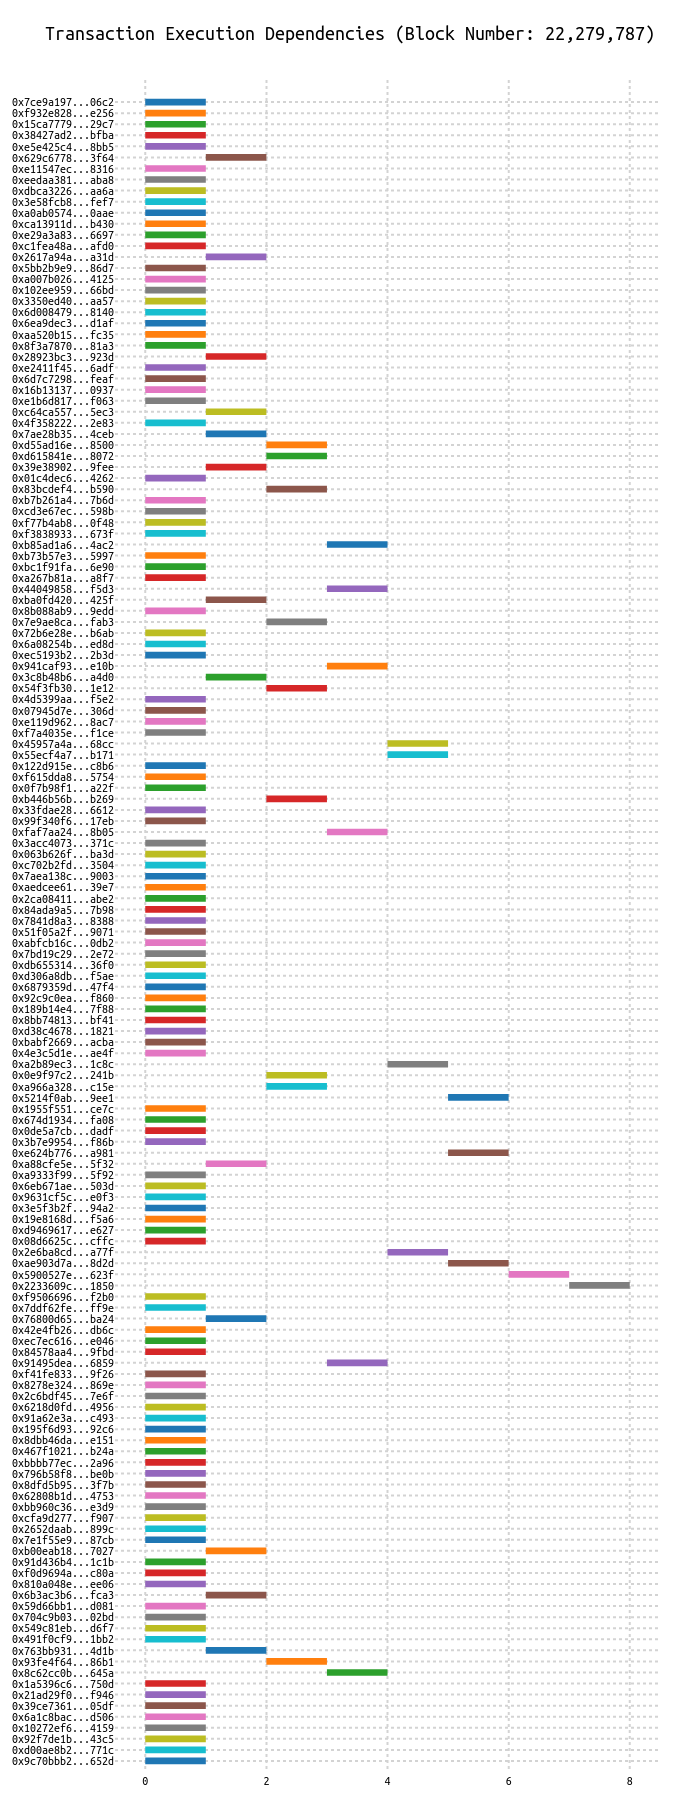 Transaction Execution Dependencies (Block Number: 22,279,787)
0x7ce9a197...06c2
0xf932e828...e256
0x15ca7779...29c7
0x38427ad2...bfba
0xe5e425c4...8bb5
0x629c6778...3f64
0xe11547ec...8316
0xeedaa381...aba8
0xdbca3226...aa6a
0x3e58fcb8...fef7
0xa0ab0574...0aae
0xca13911d...b430
0xe29a3a83...6697
0xc1fea48a...afd0
0x2617a94a...a31d
0x5bb2b9e9...86d7
0xa007b026...4125
0x102ee959...66bd
0x3350ed40...aa57
0x6d008479...8140
0x6ea9dec3...d1af
0xaa520b15...fc35
0x8f3a7870...81a3
0x28923bc3...923d
0xe2411f45...6adf
0x6d7c7298...feaf
0x16b13137...0937
0xe1b6d817...f063
0xc64ca557...5ec3
0x4f358222...2e83
0x7ae28b35...4ceb
0xd55ad16e...8500
0xd615841e...8072
0x39e38902...9fee
0x01c4dec6...4262
0x83bcdef4...b590
0xb7b261a4...7b6d
0xcd3e67ec...598b
0xf77b4ab8...0f48
0xf3838933...673f
0xb85ad1a6...4ac2
0xb73b57e3...5997
0xbc1f91fa...6e90
0xa267b81a...a8f7
0x44049858...f5d3
0xba0fd420...425f
0x8b088ab9...9edd
0x7e9ae8ca...fab3
0x72b6e28e...b6ab
0x6a08254b...ed8d
0xec5193b2...2b3d
0x941caf93...e10b
0x3c8b48b6...a4d0
0x54f3fb30...1e12
0x4d5399aa...f5e2
0x07945d7e...306d
0xe119d962...8ac7
0xf7a4035e...f1ce
0x45957a4a...68cc
0x55ecf4a7...b171
0x122d915e...c8b6
0xf615dda8...5754
0x0f7b98f1...a22f
0xb446b56b...b269
0x33fdae28...6612
0x99f340f6...17eb
0xfaf7aa24...8b05
0x3acc4073...371c
0x063b626f...ba3d
0xc702b2fd...3504
0x7aea138c...9003
0xaedcee61...39e7
0x2ca08411...abe2
0x84ada9a5...7b98
0x7841d8a3...8388
0x51f05a2f...9071
0xabfcb16c...0db2
0x7bd19c29...2e72
0xdb655314...36f0
0xd306a8db...f5ae
0x6879359d...47f4
0x92c9c0ea...f860
0x189b14e4...7f88
0x8bb74813...bf41
0xd38c4678...1821
0xbabf2669...acba
0x4e3c5d1e...ae4f
0xa2b89ec3...1c8c
0x0e9f97c2...241b
0xa966a328...c15e
0x5214f0ab...9ee1
0x1955f551...ce7c
0x674d1934...fa08
0x0de5a7cb...dadf
0x3b7e9954...f86b
0xe624b776...a981
0xa88cfe5e...5f32
0xa9333f99...5f92
0x6eb671ae...503d
0x9631cf5c...e0f3
0x3e5f3b2f...94a2
0x19e8168d...f5a6
0xd9469617...e627
0x08d6625c...cffc
0x2e6ba8cd...a77f
0xae903d7a...8d2d
0x5900527e...623f
0x2233609c...1850
0xf9506696...f2b0
0x7ddf62fe...ff9e
0x76800d65...ba24
0x42e4fb26...db6c
0xec7ec616...e046
0x84578aa4...9fbd
0x91495dea...6859
0xf41fe833...9f26
0x8278e324...869e
0x2c6bdf45...7e6f
0x6218d0fd...4956
0x91a62e3a...c493
0x195f6d93...92c6
0x8dbb46da...e151
0x467f1021...b24a
0xbbbb77ec...2a96
0x796b58f8...be0b
0x8dfd5b95...3f7b
0x62808b1d...4753
0xbb960c36...e3d9
0xcfa9d277...f907
0x2652daab...899c
0x7e1f55e9...87cb
0xb00eab18...7027
0x91d436b4...1c1b
0xf0d9694a...c80a
0x810a048e...ee06
0x6b3ac3b6...fca3
0x59d66bb1...d081
0x704c9b03...02bd
0x549c81eb...d6f7
0x491f0cf9...1bb2
0x763bb931...4d1b
0x93fe4f64...86b1
0x8c62cc0b...645a
0x1a5396c6...750d
0x21ad29f0...f946
0x39ce7361...05df
0x6a1c8bac...d506
0x10272ef6...4159
0x92f7de1b...43c5
0xd00ae8b2...771c
0x9c70bbb2...652d
0 2 4 6 8